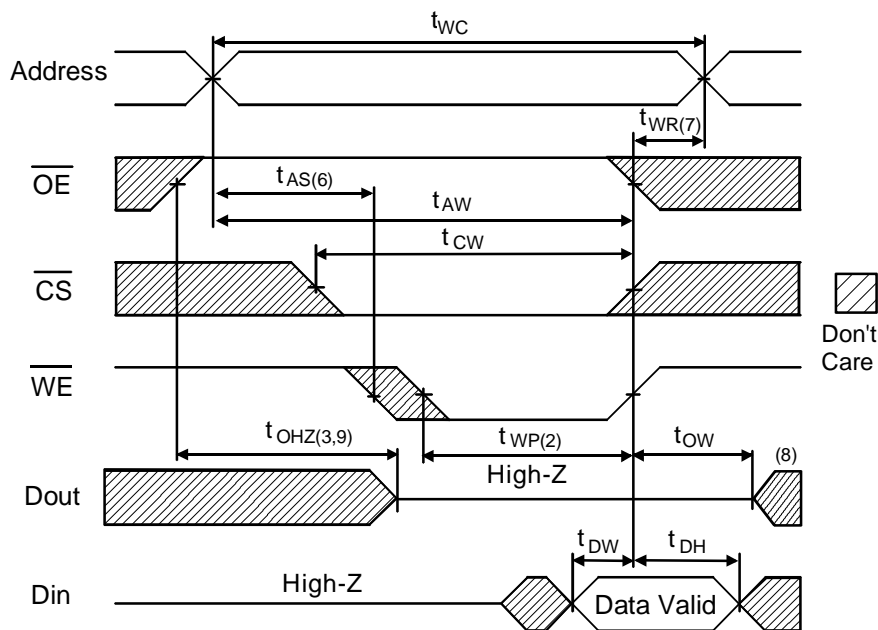 tWC
Address
tWR(7)
OE
tAS(6)
tAW
tCW
CS
Don't
Care
WE
tOHZ(3,9)
tWP(2)
tOW
High-Z
(8)
Dout
tDW
tDH
High-Z
Din
Data Valid